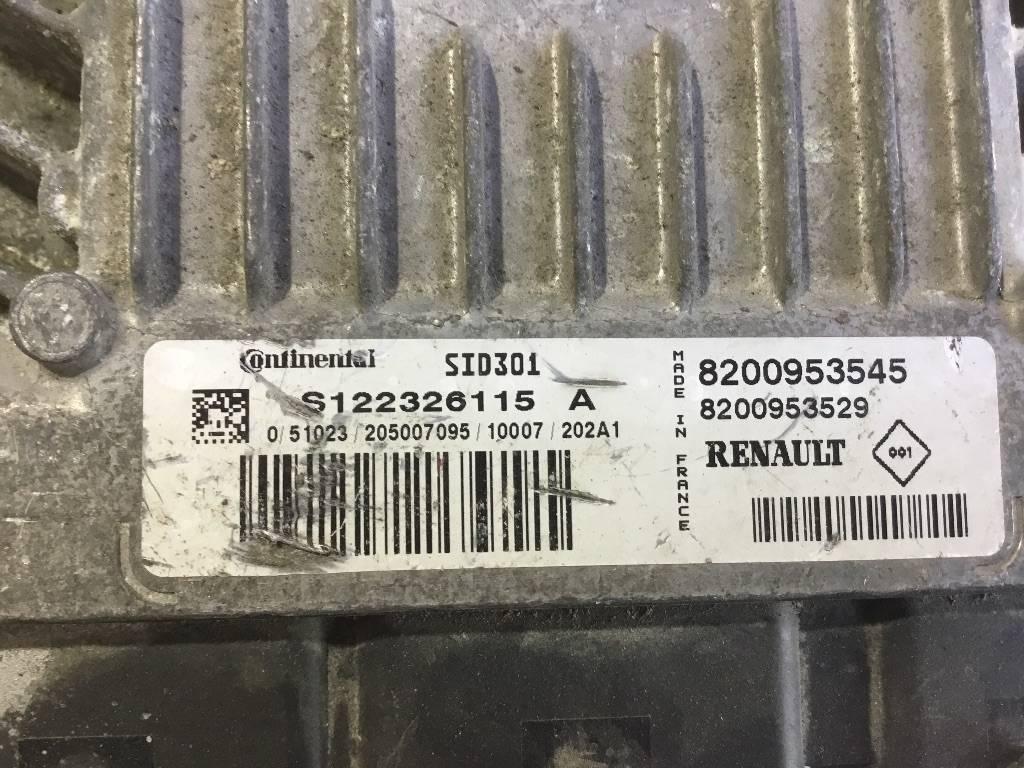 Continental SID301
S122326115 A
0/51023/205007095/10007/202A1
MADE IN FRANCE
8200953545
8200953529
RENAULT 001